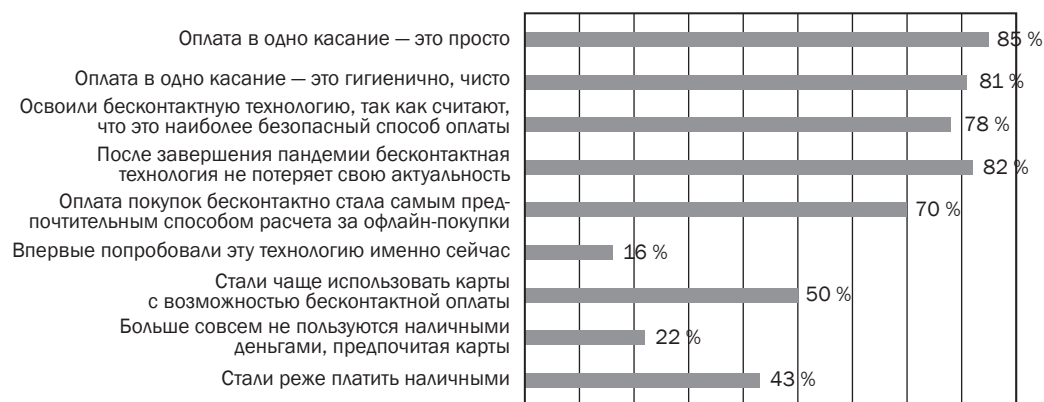 Оплата в одно касание — это просто
85 %
Оплата в одно касание — это гигиенично, чисто
81 %
Освоили бесконтактную технологию, так как считают,
что это наиболее безопасный способ оплаты
78 %
После завершения пандемии бесконтактная
технология не потеряет свою актуальность
82 %
Оплата покупок бесконтактно стала самым пред-
почтительным способом расчета за офлайн-покупки
70 %
Впервые попробовали эту технологию именно сейчас
16 %
Стали чаще использовать карты
с возможностью бесконтактной оплаты
50 %
Больше совсем не пользуются наличными
деньгами, предпочитая карты
22 %
Стали реже платить наличными
43 %